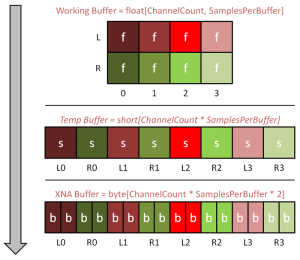 Working Buffer = float[ChannelCount, SamplesPerBuffer]
L f f f f
R f f f f
0 1 2 3
Temp Buffer = short[ChannelCount * SamplesPerBuffer]
s s s s s s s s
L0 R0 L1 R1 L2 R2 L3 R3
XNA Buffer = byte[ChannelCount * SamplesPerBuffer * 2]
b b b b b b b b b b b b b b b b
L0 R0 L1 R1 L2 R2 L3 R3